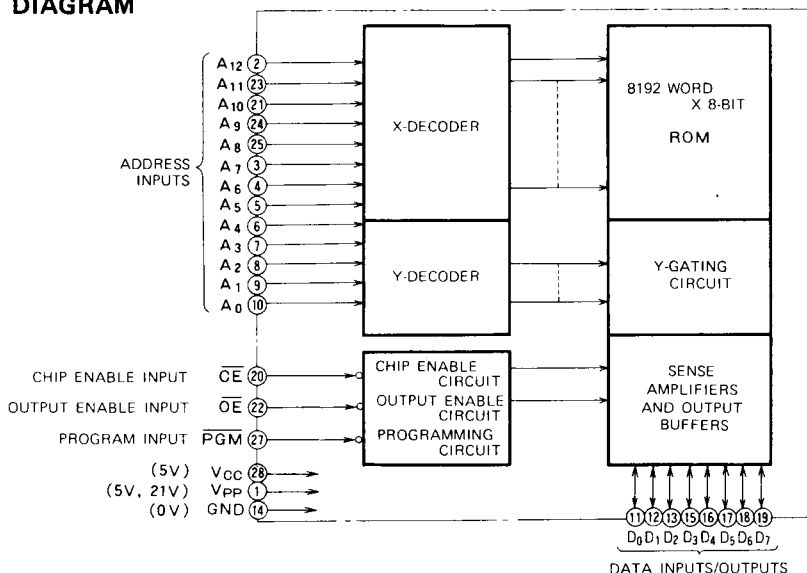 DIAGRAM
A12 2
A11 23
A10 21
A9 24
A8 25
A7 3
A6 4
A5 5
A4 6
A3 7
A2 8
A1 9
A0 10
ADDRESS
INPUTS
X-DECODER
Y-DECODER
8192 WORD
X 8-BIT
ROM
Y-GATING
CIRCUIT
CHIP ENABLE INPUT C̅E̅ 20
OUTPUT ENABLE INPUT O̅E̅ 22
PROGRAM INPUT P̅G̅M̅ 27
CHIP ENABLE
CIRCUIT
OUTPUT ENABLE
CIRCUIT
PROGRAMMING
CIRCUIT
SENSE
AMPLIFIERS
AND OUTPUT
BUFFERS
(5V) VCC 28
(5V, 21V) VPP 1
(0V) GND 14
11 12 13 15 16 17 18 19
D0 D1 D2 D3 D4 D5 D6 D7
DATA INPUTS/OUTPUTS